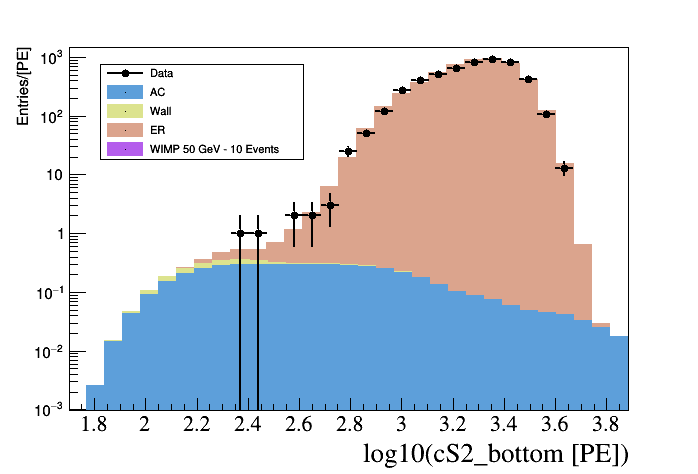 Entries/[PE]
10³
10²
10
1
10⁻¹
10⁻²
10⁻³
Data
AC
Wall
ER
WIMP 50 GeV - 10 Events
1.8 2 2.2 2.4 2.6 2.8 3 3.2 3.4 3.6 3.8
log10(cS2_bottom [PE])